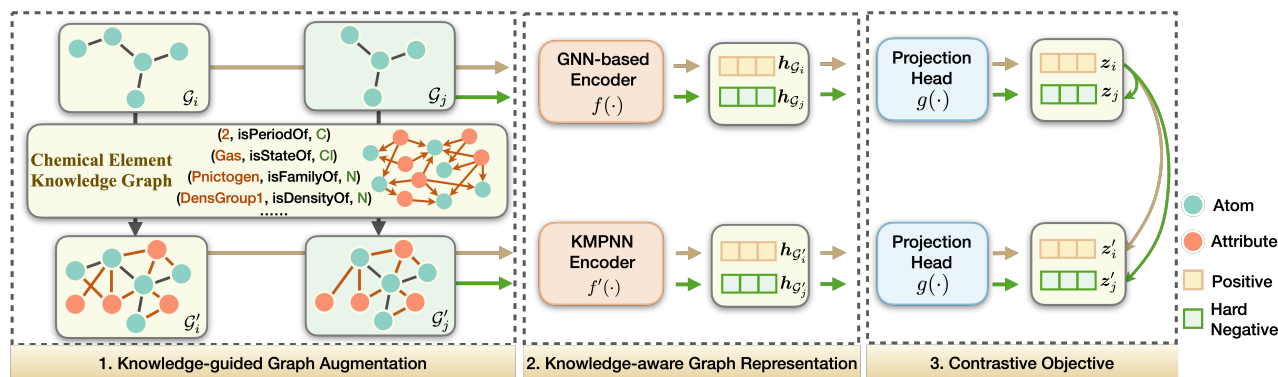 𝒢i
𝒢j
Chemical Element
Knowledge Graph
(2, isPeriodOf, C)
(Gas, isStateOf, Cl)
(Pnictogen, isFamilyOf, N)
(DensGroup1, isDensityOf, N)
......
𝒢′i
𝒢′j
1. Knowledge-guided Graph Augmentation
GNN-based
Encoder
f(·)
h𝒢i
h𝒢j
KMPNN
Encoder
f′(·)
h𝒢′i
h𝒢′j
2. Knowledge-aware Graph Representation
Projection
Head
g(·)
zi
zj
Projection
Head
g(·)
z′i
z′j
3. Contrastive Objective
Atom
Attribute
Positive
Hard
Negative